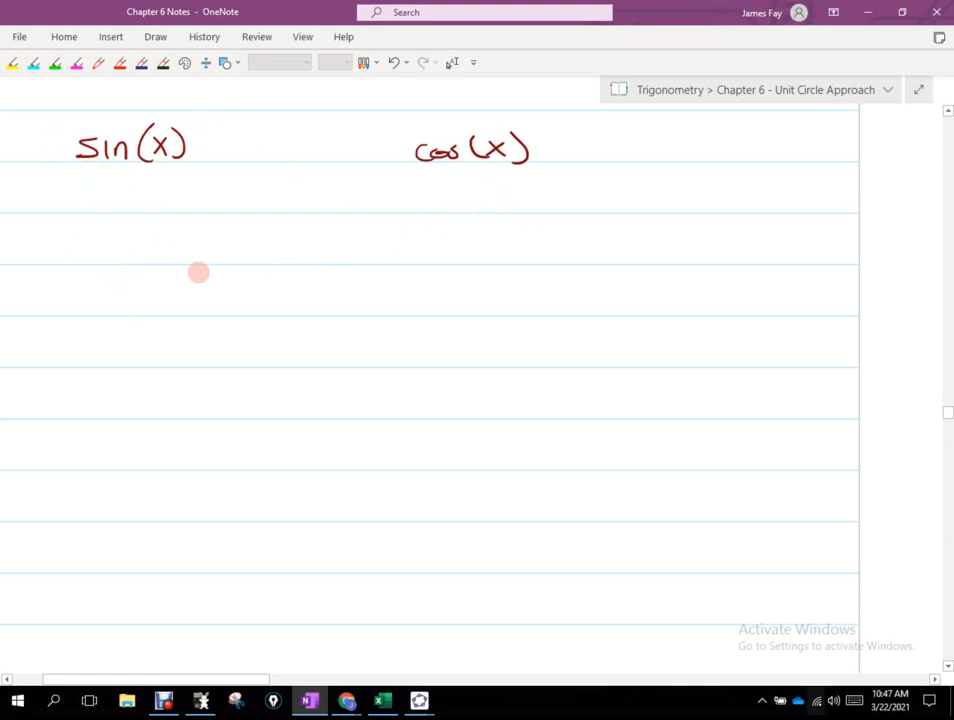 Chapter 6 Notes - OneNote
Search
James Fay
File Home Insert Draw History Review View Help
Trigonometry > Chapter 6 - Unit Circle Approach
sin(x) cos(x)
Activate Windows
Go to Settings to activate Windows.
10:47 AM
3/22/2021